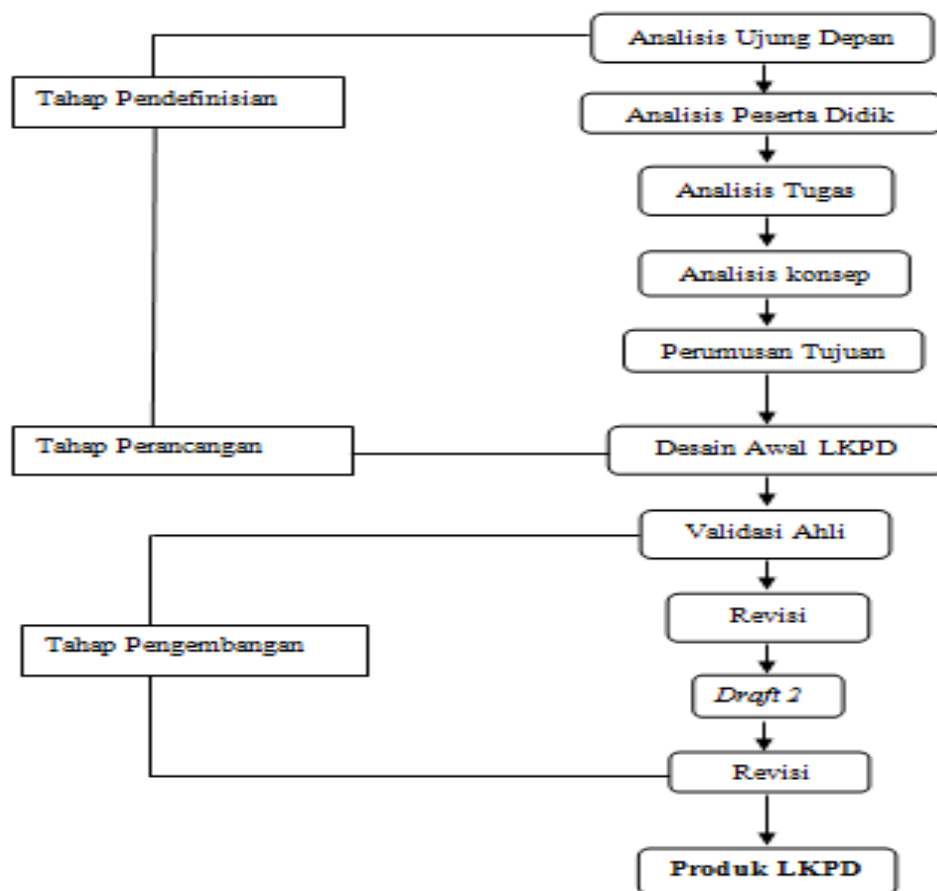 Analisis Ujung Depan
Tahap Pendefinisian
Analisis Peserta Didik
Analisis Tugas
Analisis konsep
Perumusan Tujuan
Tahap Perancangan
Desain Awal LKPD
Validasi Ahli
Revisi
Tahap Pengembangan
Draft 2
Revisi
Produk LKPD